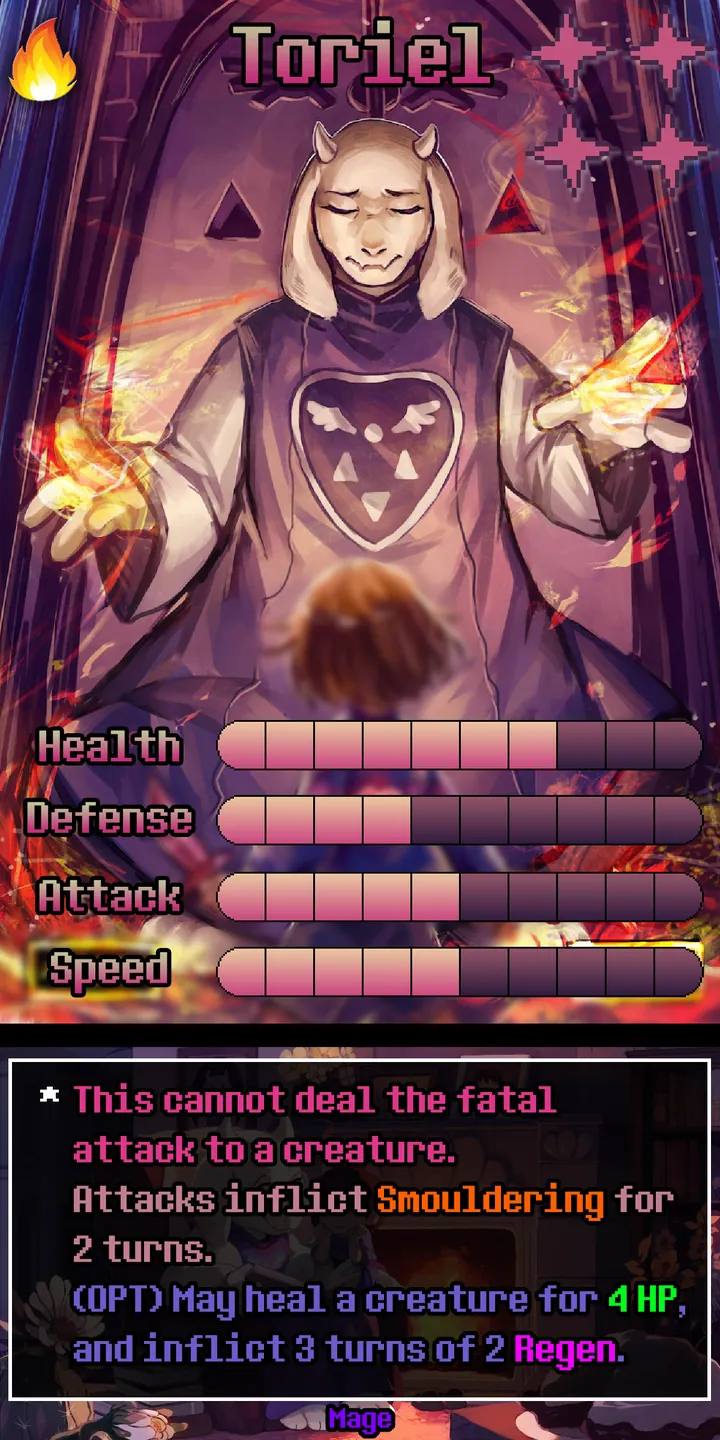 Toriel
Health
Defense
Attack
Speed
* This cannot deal the fatal
attack to a creature.
Attacks inflict Smouldering for
2 turns.
(OPT) May heal a creature for 4 HP,
and inflict 3 turns of 2 Regen.
Mage